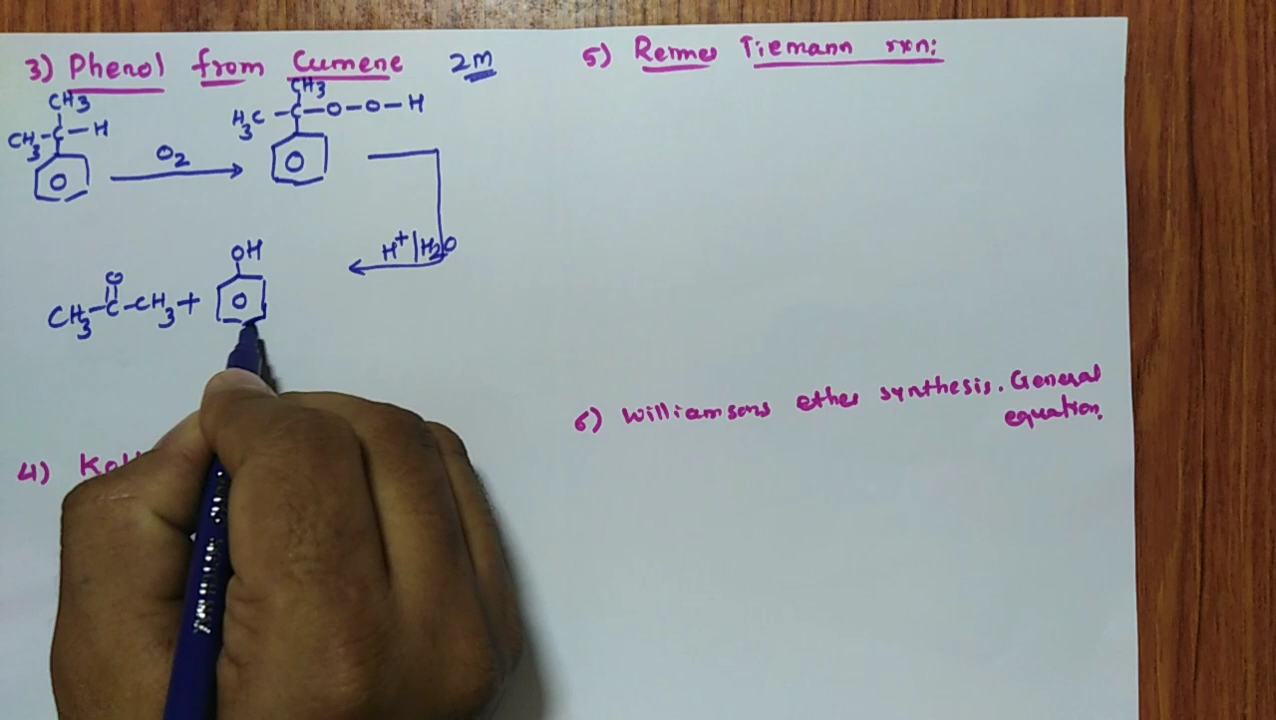 3) Phenol from Cumene 2m
CH3
CH3-C-H
O2
CH3
H3C-C-O-O-H
H+/H2O
OH
O
CH3-C-CH3+
4)
5) Reimer Tiemann rxn:
6) Williamsons ether synthesis. General
equation.